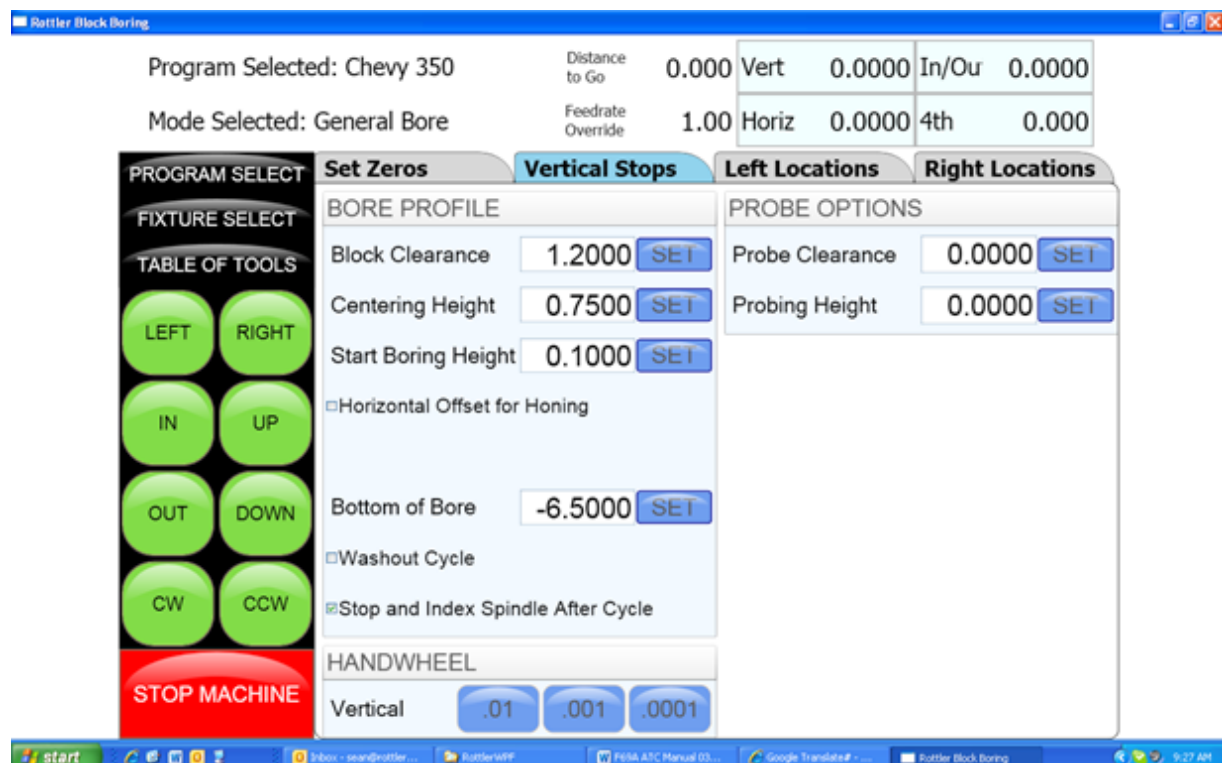 Rottler Block Boring
Program Selected: Chevy 350
Distance to Go 0.000
Vert 0.0000
In/Ou 0.0000
Mode Selected: General Bore
Feedrate Override 1.00
Horiz 0.0000
4th 0.000
PROGRAM SELECT
FIXTURE SELECT
TABLE OF TOOLS
LEFT
RIGHT
IN
UP
OUT
DOWN
CW
CCW
STOP MACHINE
Set Zeros
Vertical Stops
Left Locations
Right Locations
BORE PROFILE
Block Clearance 1.2000 SET
Centering Height 0.7500 SET
Start Boring Height 0.1000 SET
Horizontal Offset for Honing
Bottom of Bore -6.5000 SET
Washout Cycle
Stop and Index Spindle After Cycle
HANDWHEEL
Vertical .01 .001 .0001
PROBE OPTIONS
Probe Clearance 0.0000 SET
Probing Height 0.0000 SET
start
Inbox - sean@rottler...
RottlerWPF
F69A ATC Manual 03...
Google Translate# - ...
Rottler Block Boring
9:27 AM